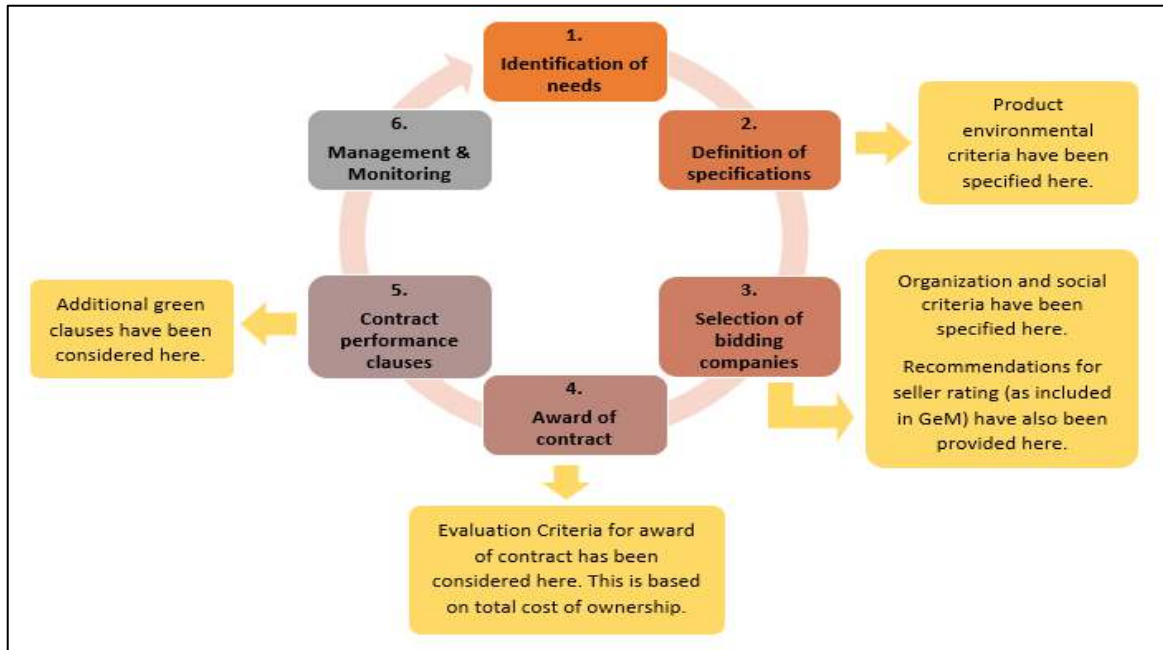 1.
Identification of
needs
2.
Definition of
specifications
Product
environmental
criteria have been
specified here.
3.
Selection of
bidding
companies
Organization and social
criteria have been
specified here.
Recommendations for
seller rating (as included
in GeM) have also been
provided here.
4.
Award of
contract
Evaluation Criteria for award
of contract has been
considered here. This is based
on total cost of ownership.
5.
Contract
performance
clauses
Additional green
clauses have been
considered here.
6.
Management &
Monitoring